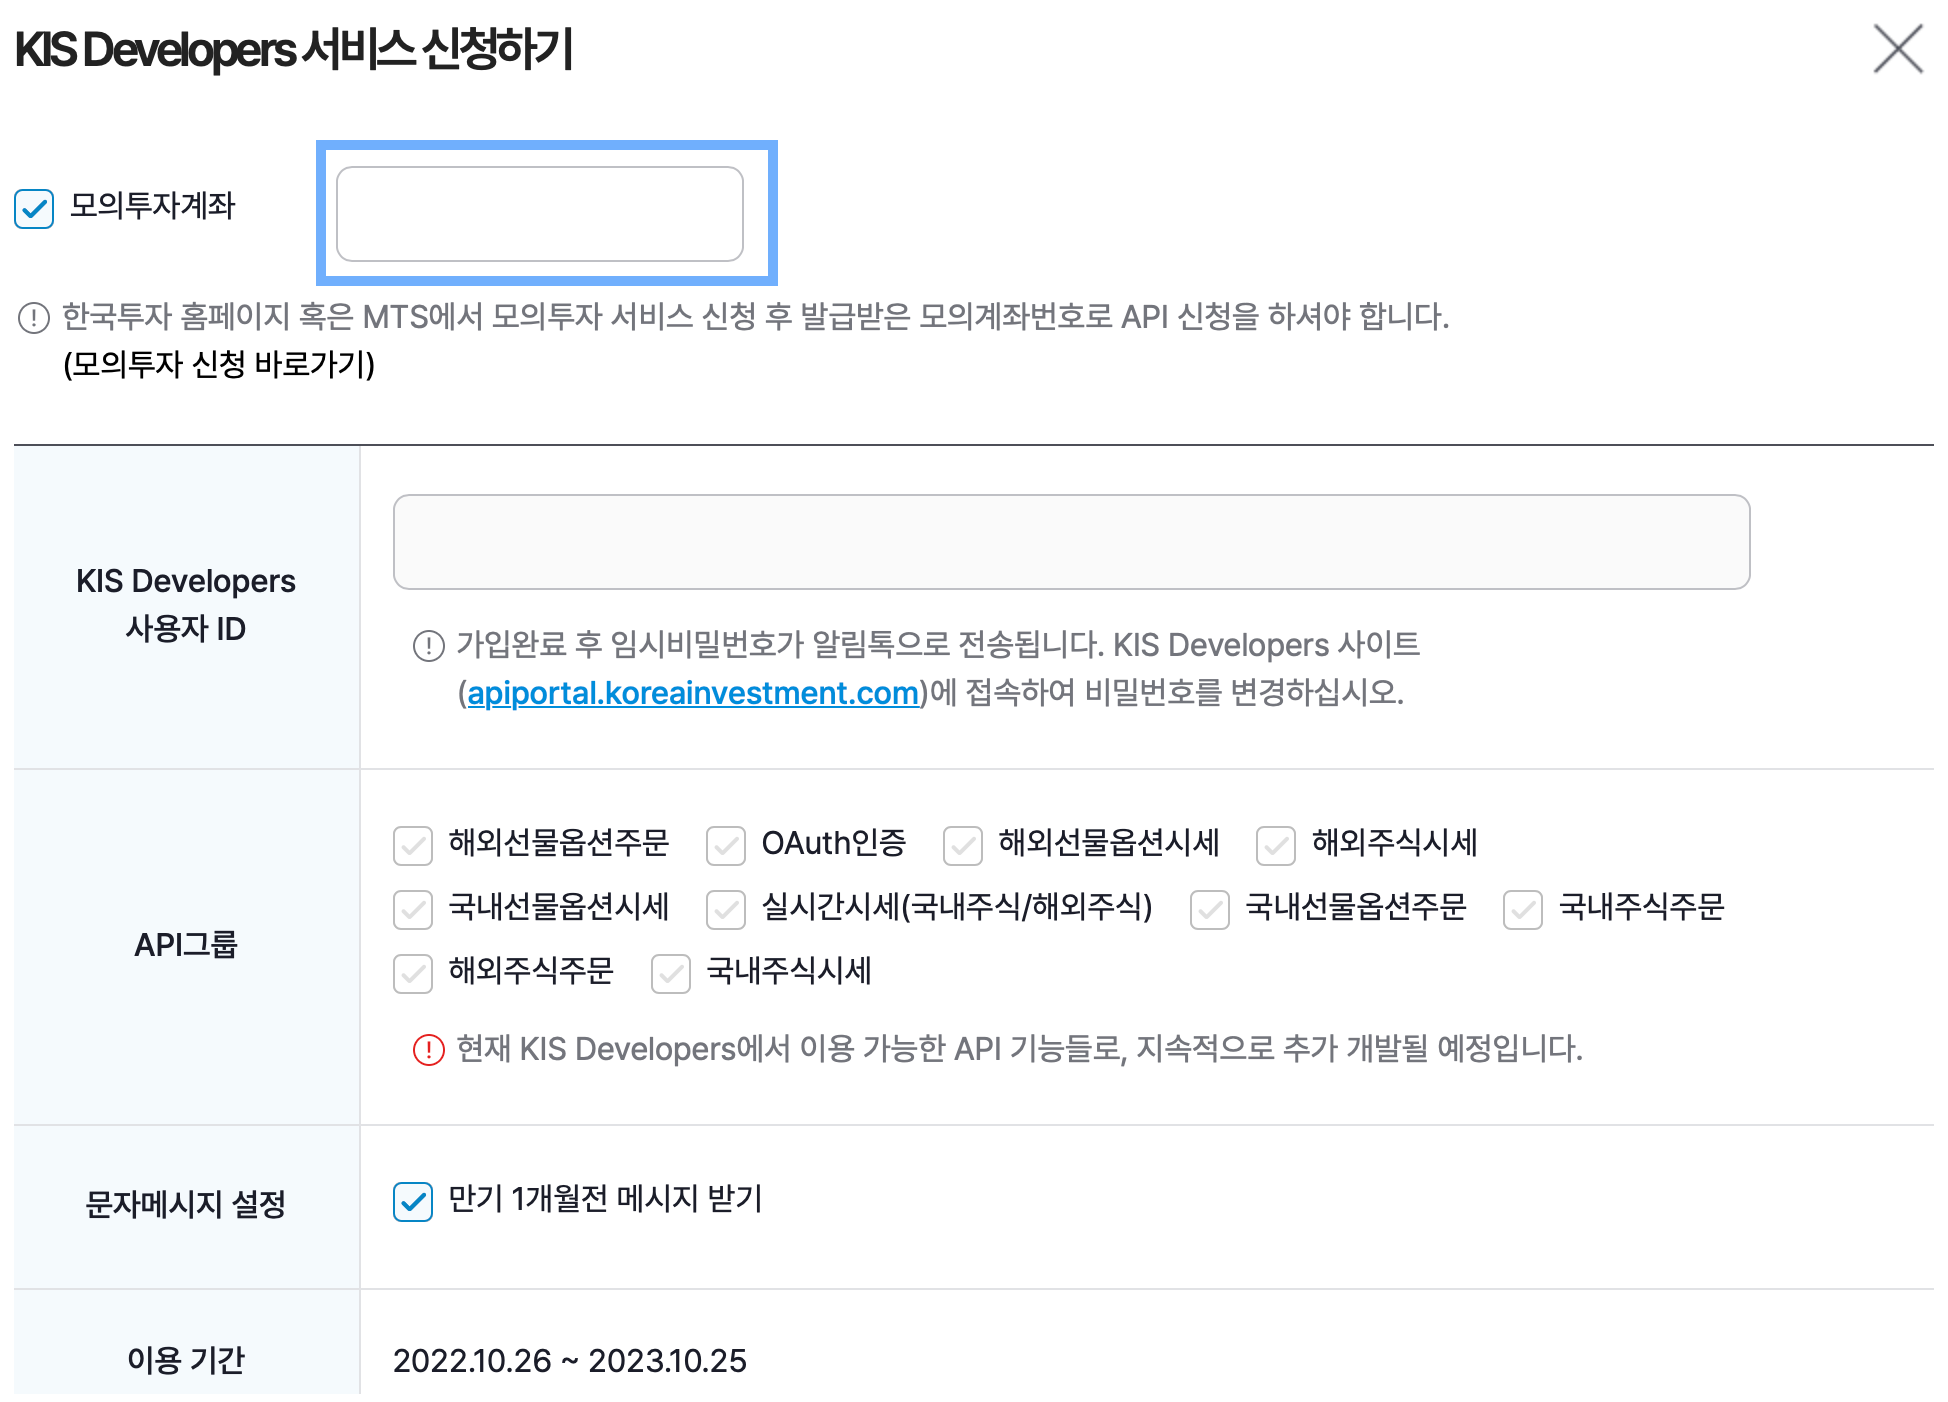 KIS Developers 서비스 신청하기
모의투자계좌
한국투자 홈페이지 혹은 MTS에서 모의투자 서비스 신청 후 발급받은 모의계좌번호로 API 신청을 하셔야 합니다.
(모의투자 신청 바로가기)
KIS Developers
사용자 ID
가입완료 후 임시비밀번호가 알림톡으로 전송됩니다. KIS Developers 사이트
(apiportal.koreainvestment.com)에 접속하여 비밀번호를 변경하십시오.
API그룹
해외선물옵션주문 OAuth인증 해외선물옵션시세 해외주식시세
국내선물옵션시세 실시간시세(국내주식/해외주식) 국내선물옵션주문 국내주식주문
해외주식주문 국내주식시세
현재 KIS Developers에서 이용 가능한 API 기능들로, 지속적으로 추가 개발될 예정입니다.
문자메시지 설정
만기 1개월전 메시지 받기
이용 기간
2022.10.26 ~ 2023.10.25